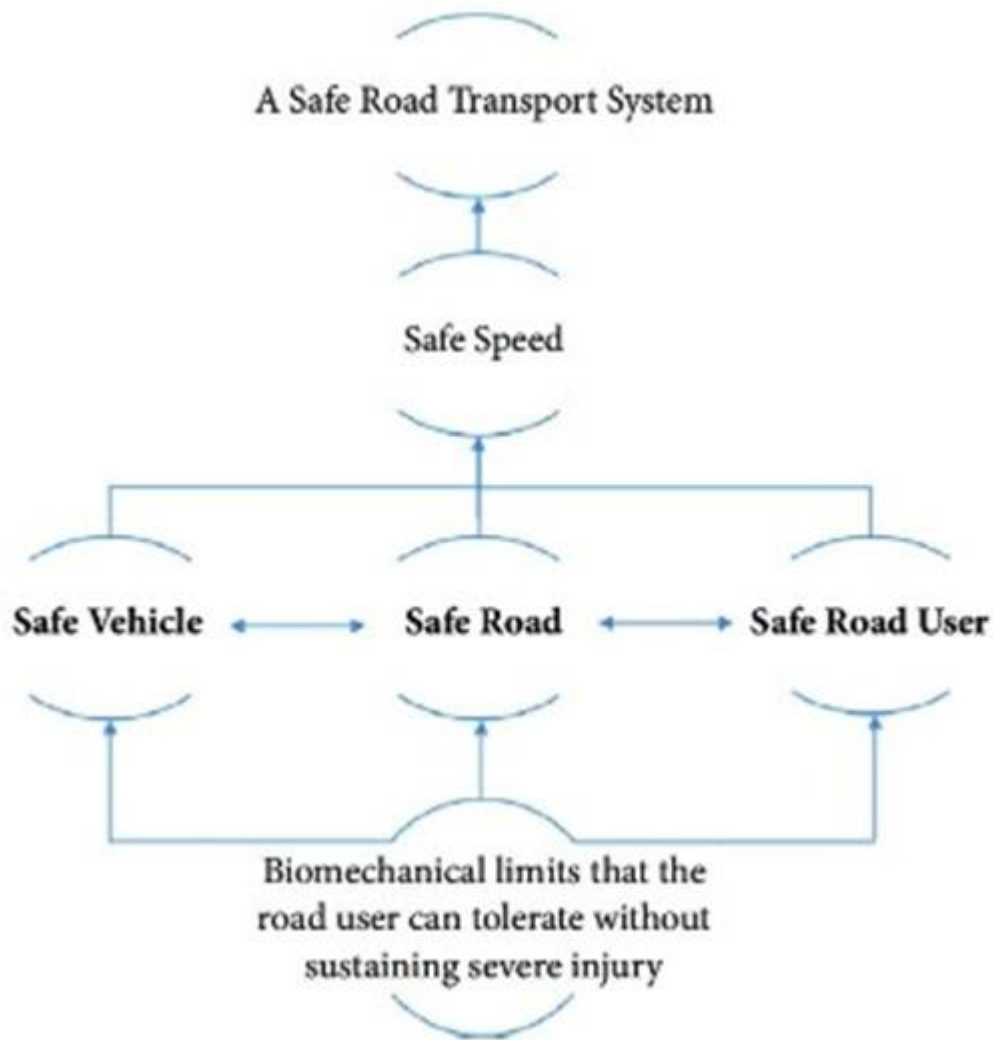 A Safe Road Transport System
Safe Speed
Safe Vehicle
Safe Road
Safe Road User
Biomechanical limits that the
road user can tolerate without
sustaining severe injury